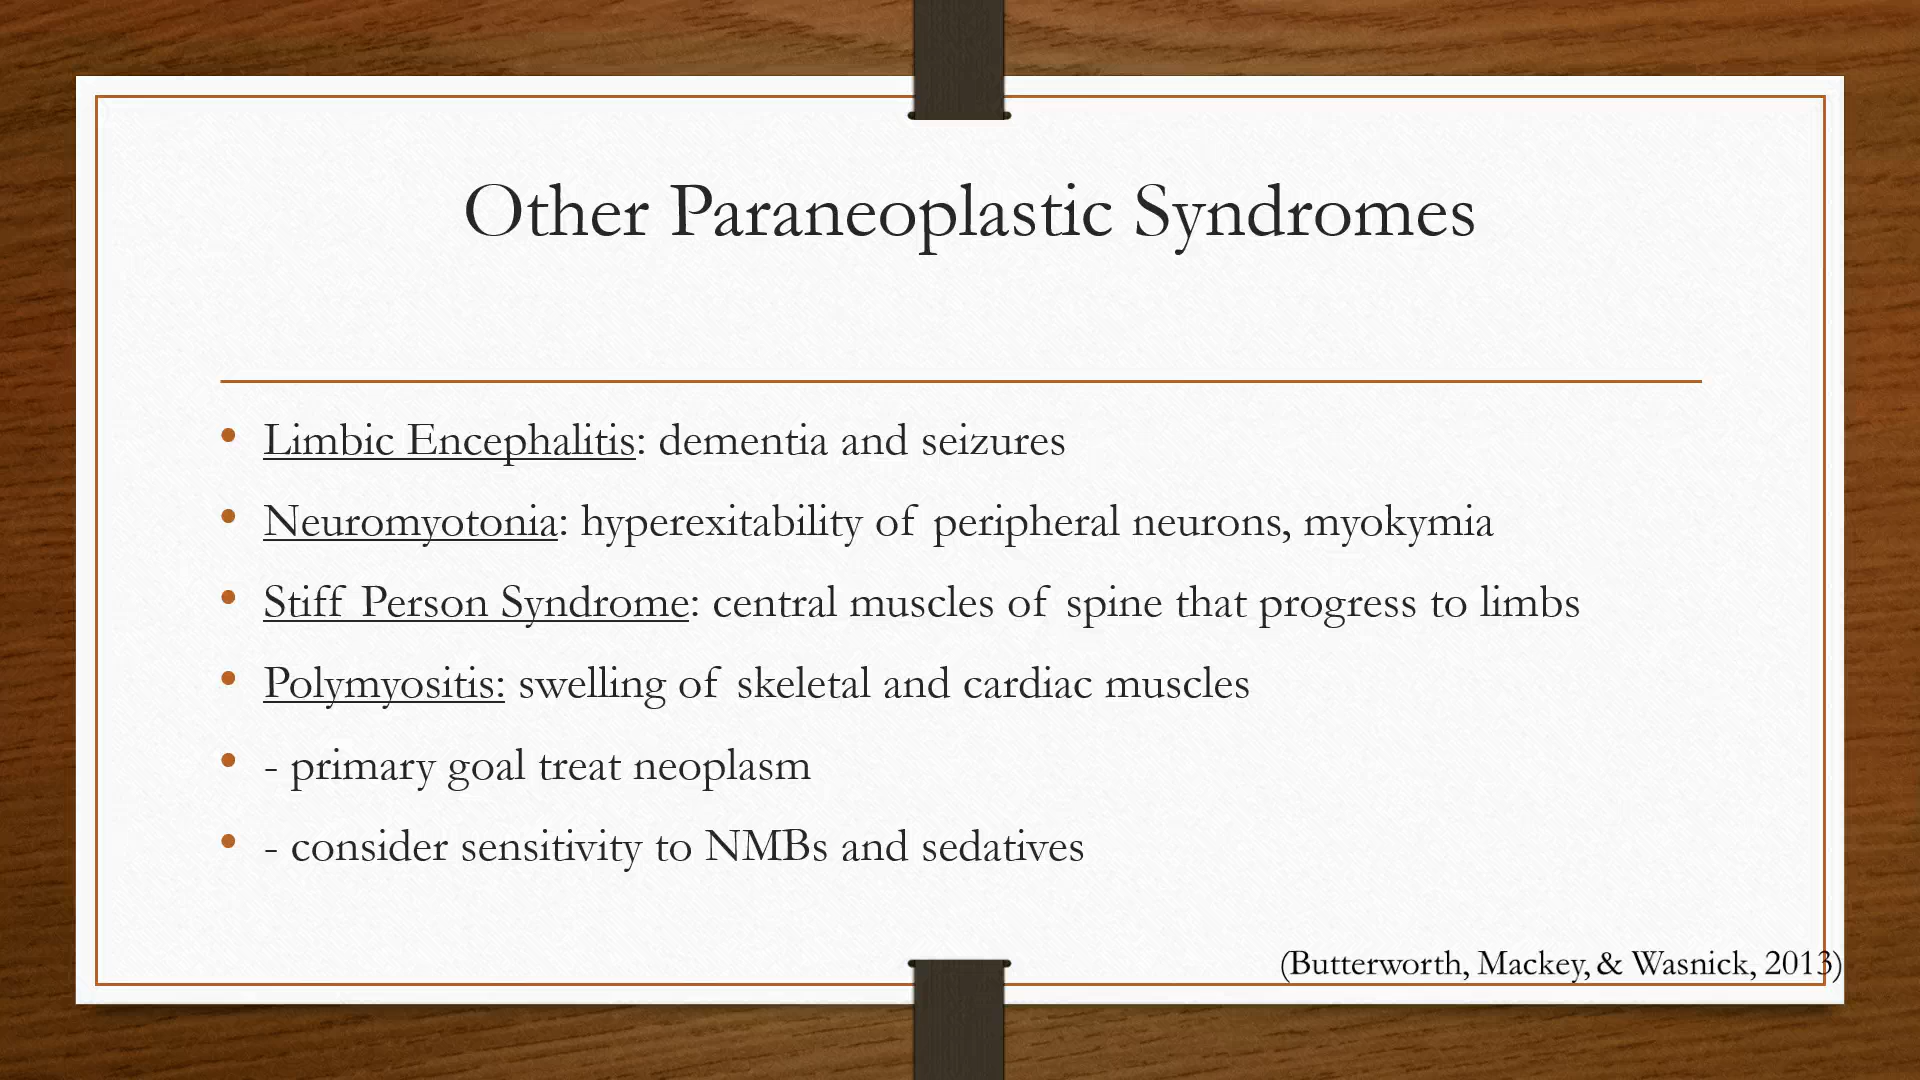 Other Paraneoplastic Syndromes
• Limbic Encephalitis: dementia and seizures
• Neuromyotonia: hyperexitability of peripheral neurons, myokymia
• Stiff Person Syndrome: central muscles of spine that progress to limbs
• Polymyositis: swelling of skeletal and cardiac muscles
• - primary goal treat neoplasm
• - consider sensitivity to NMBs and sedatives
(Butterworth, Mackey, & Wasnick, 2013)